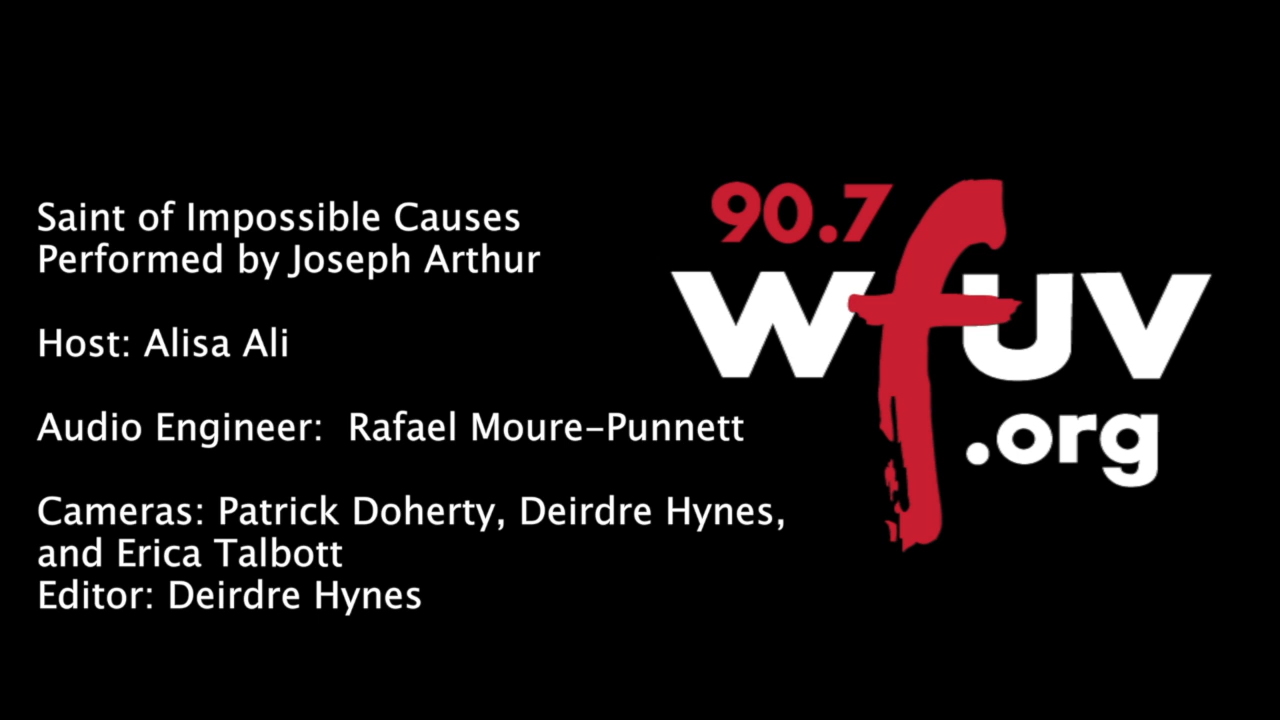 Saint of Impossible Causes
Performed by Joseph Arthur
Host: Alisa Ali
Audio Engineer:  Rafael Moure-Punnett
Cameras: Patrick Doherty, Deirdre Hynes,
and Erica Talbott
Editor: Deirdre Hynes
90.7
wfuv
.org